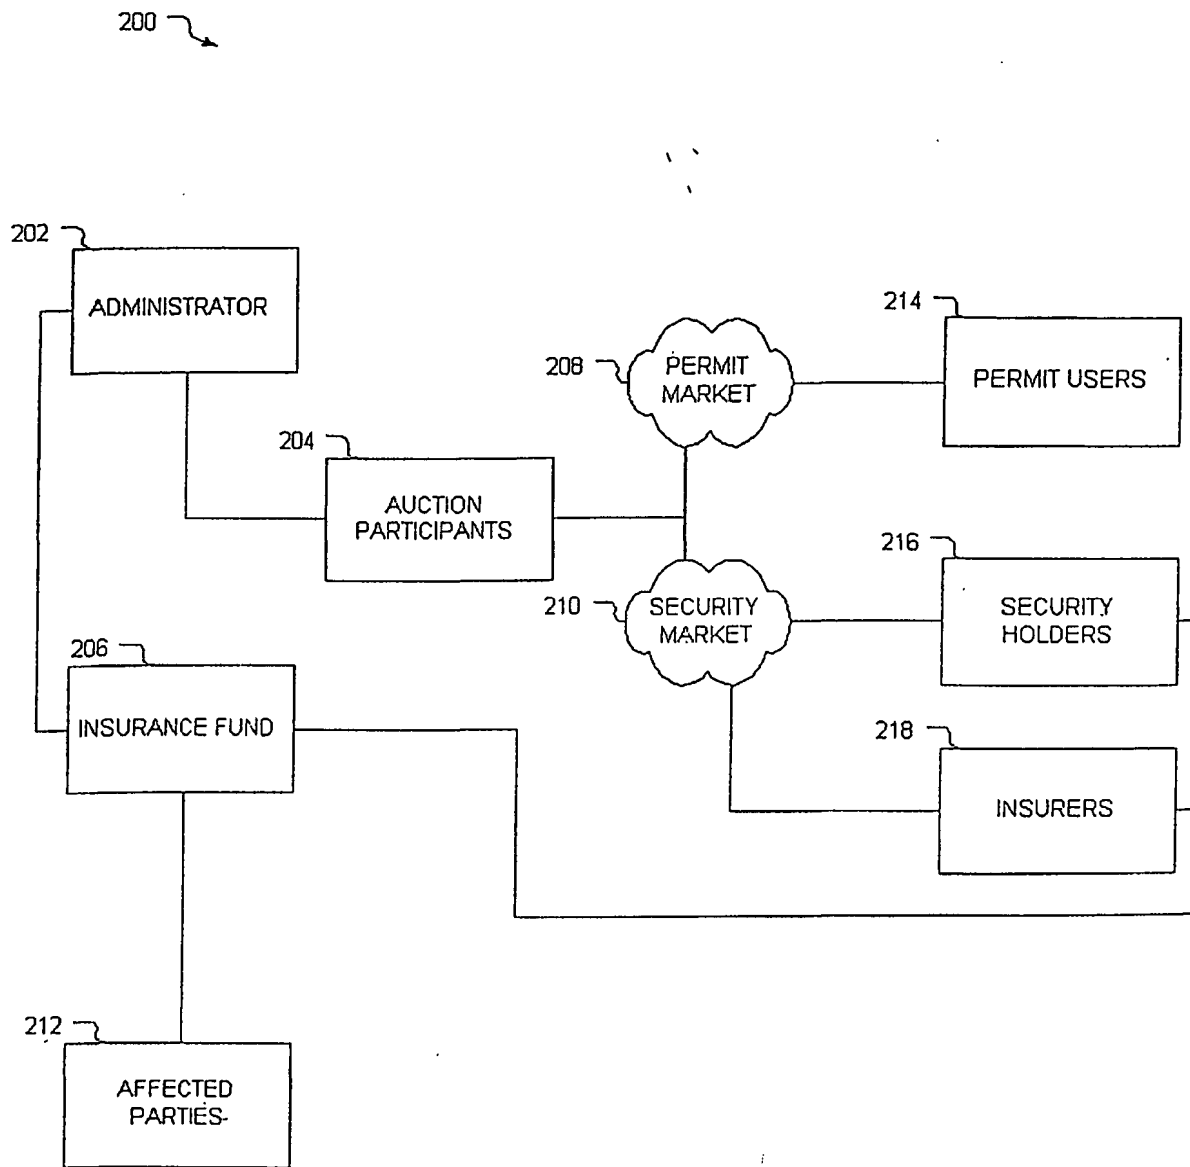 200
202
ADMINISTRATOR
204
AUCTION
PARTICIPANTS
206
INSURANCE FUND
212
AFFECTED
PARTIES
208
PERMIT
MARKET
210
SECURITY
MARKET
214
PERMIT USERS
216
SECURITY
HOLDERS
218
INSURERS